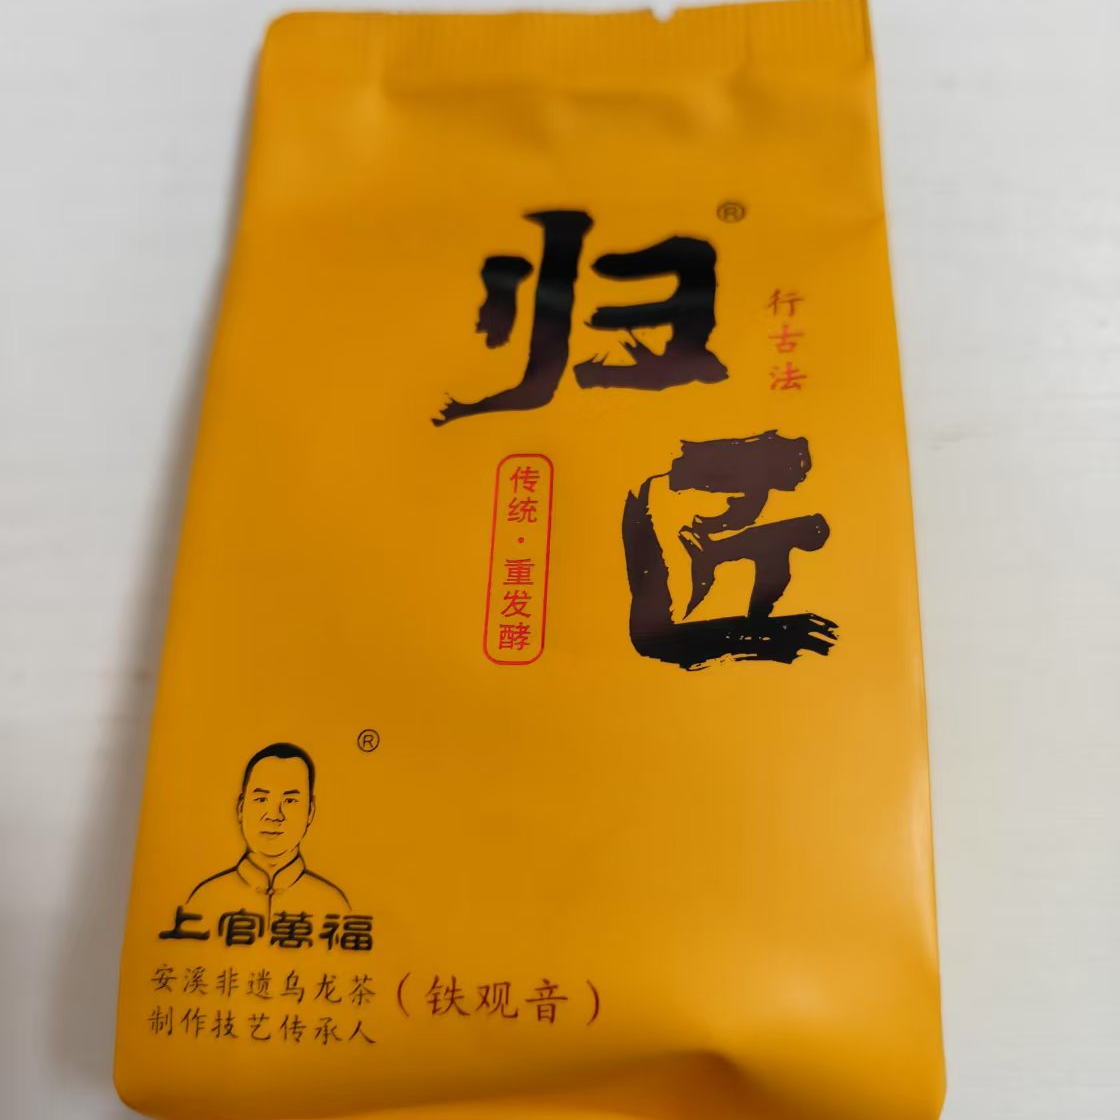 归匠®
行古法
传统·重发酵
®
上官萬福
安溪非遗乌龙茶
制作技艺传承人
（铁观音）